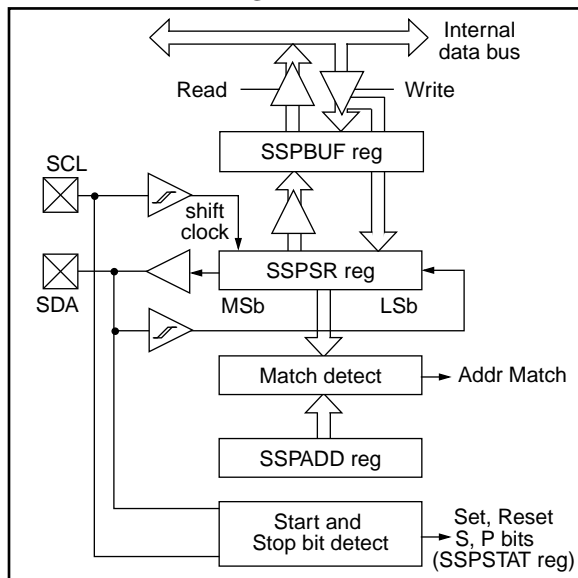 Internal
data bus
Read
Write
SSPBUF reg
SCL
shift
clock
SSPSR reg
SDA
MSb
LSb
Match detect
Addr Match
SSPADD reg
Start and
Stop bit detect
Set, Reset
S, P bits
(SSPSTAT reg)